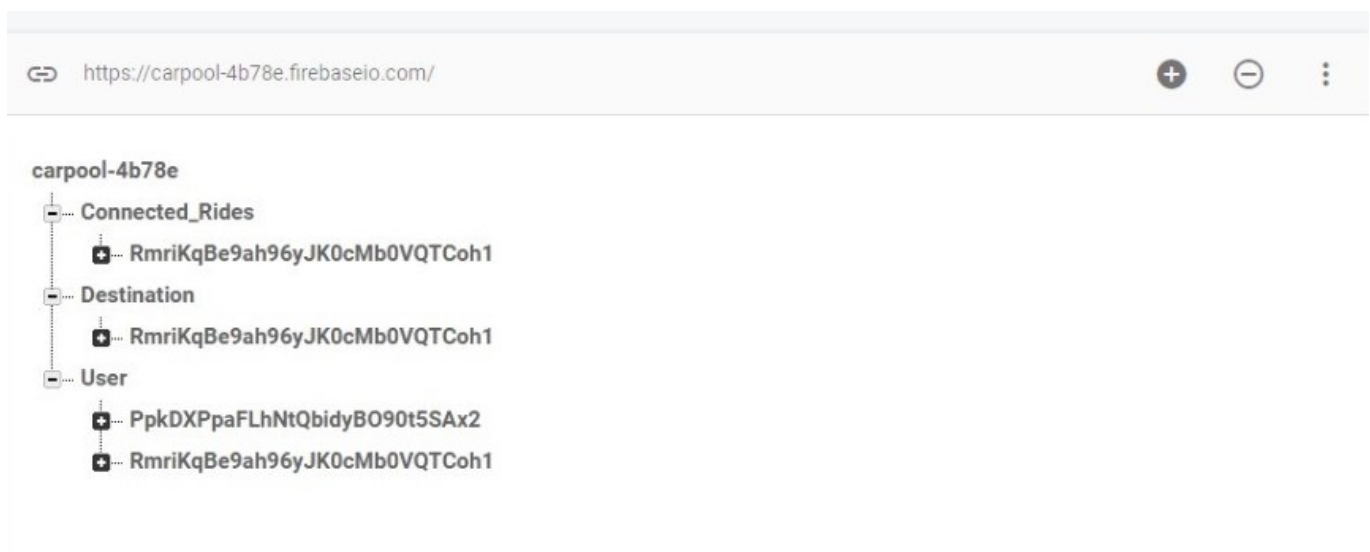 https://carpool-4b78e.firebaseio.com/
carpool-4b78e
Connected_Rides
RmriKqBe9ah96yJK0cMb0VQTCoh1
Destination
RmriKqBe9ah96yJK0cMb0VQTCoh1
User
PpkDXPpaFLhNtQbidyBO90t5SAx2
RmriKqBe9ah96yJK0cMb0VQTCoh1